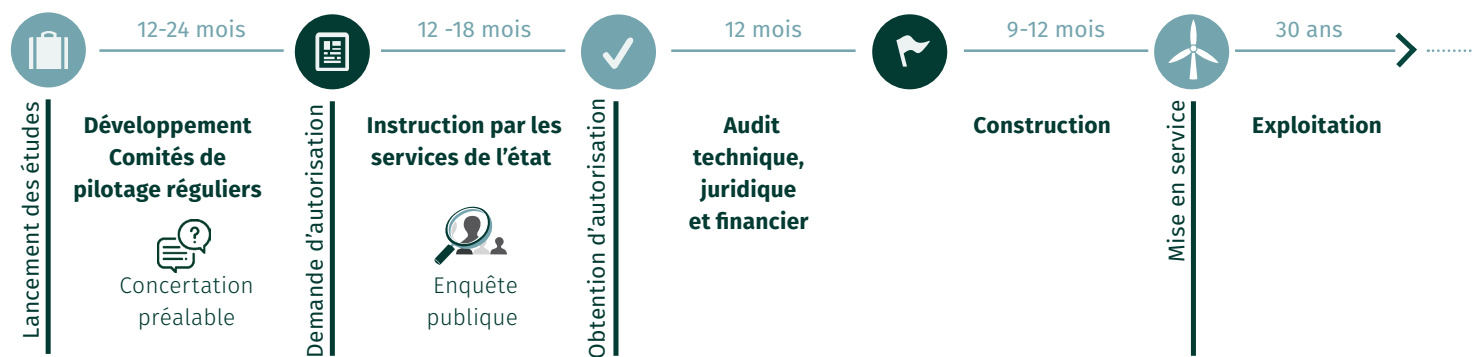 12-24 mois
12 -18 mois
12 mois
9-12 mois
30 ans
Lancement des études
Développement
Comités de
pilotage réguliers
?
Concertation
préalable
Demande d'autorisation
Instruction par les
services de l'état
Enquête
publique
Obtention d'autorisation
Audit
technique,
juridique
et financier
Construction
Mise en service
Exploitation